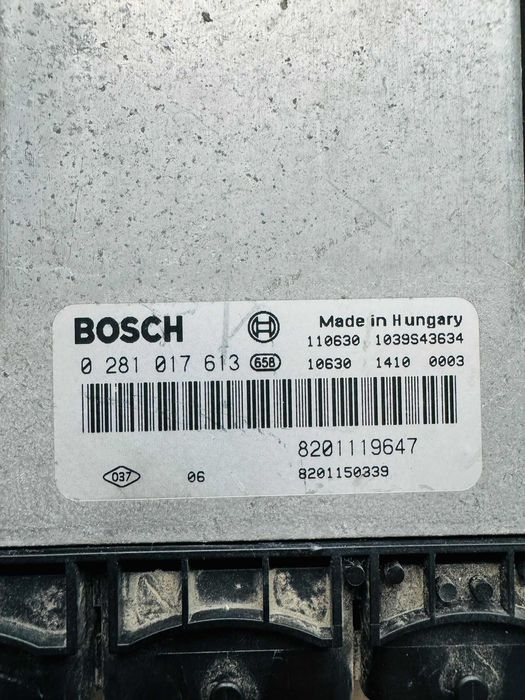 BOSCH
Made in Hungary
110630 1039S43634
0 281 017 613 658
10630 1410 0003
8201119647
037 06 8201150339